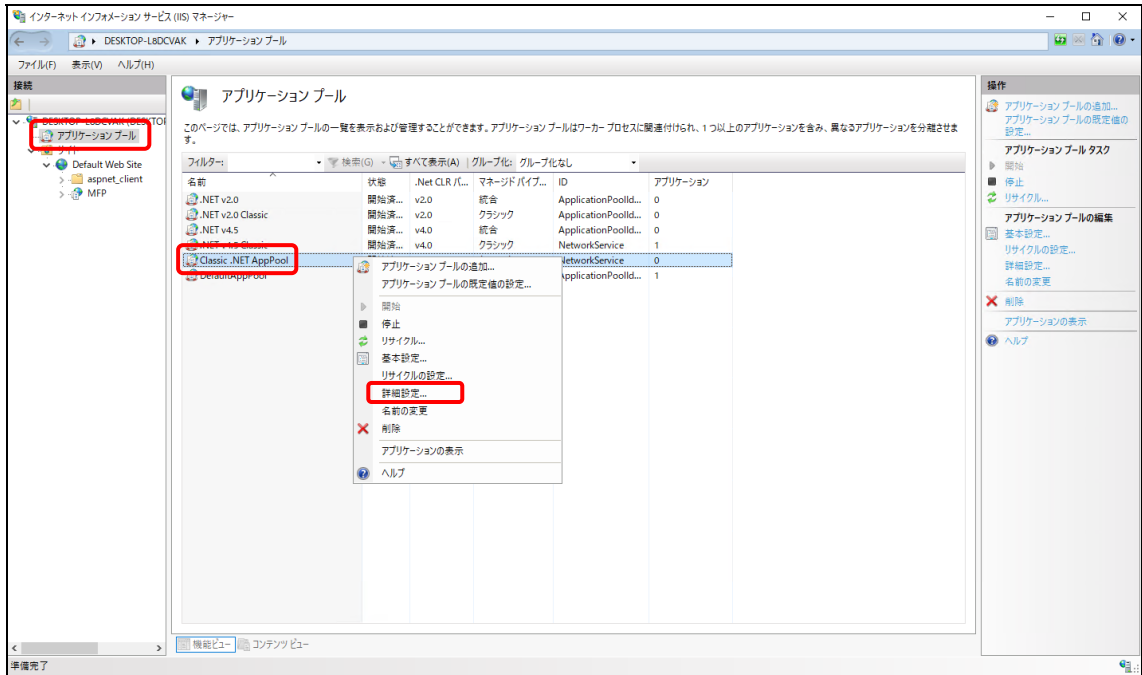 インターネット インフォメーション サービス (IIS) マネージャー
DESKTOP-L8DCVAK
アプリケーション プール
ファイル(F) 表示(V) ヘルプ(H)
接続
アプリケーション プール
サイト
Default Web Site
aspnet_client
MFP
アプリケーション プール
このページでは、アプリケーション プールの一覧を表示および管理することができます。アプリケーション プールはワーカー プロセスに関連付けられ、1 つ以上のアプリケーションを含み、異なるアプリケーションを分離させま
す。
フィルター: 検索(G) すべて表示(A) グループ化: グループ化なし
名前 状態 .Net CLR バ... マネージド パイプ... ID アプリケーション
.NET v2.0 開始済... v2.0 統合 ApplicationPoolId... 0
.NET v2.0 Classic 開始済... v2.0 クラシック ApplicationPoolId... 0
.NET v4.5 開始済... v4.0 統合 ApplicationPoolId... 0
.NET v4.5 Classic 開始済... v4.0 クラシック NetworkService 1
Classic .NET AppPool NetworkService 0
DefaultAppPool ApplicationPoolId... 1
アプリケーション プールの追加...
アプリケーション プールの既定値の設定...
開始
停止
リサイクル...
基本設定...
リサイクルの設定...
詳細設定...
名前の変更
削除
アプリケーションの表示
ヘルプ
機能ビュー コンテンツ ビュー
操作
アプリケーション プールの追加...
アプリケーション プールの既定値の
設定...
アプリケーション プール タスク
開始
停止
リサイクル...
アプリケーション プールの編集
基本設定...
リサイクルの設定...
詳細設定...
名前の変更
削除
アプリケーションの表示
ヘルプ
準備完了